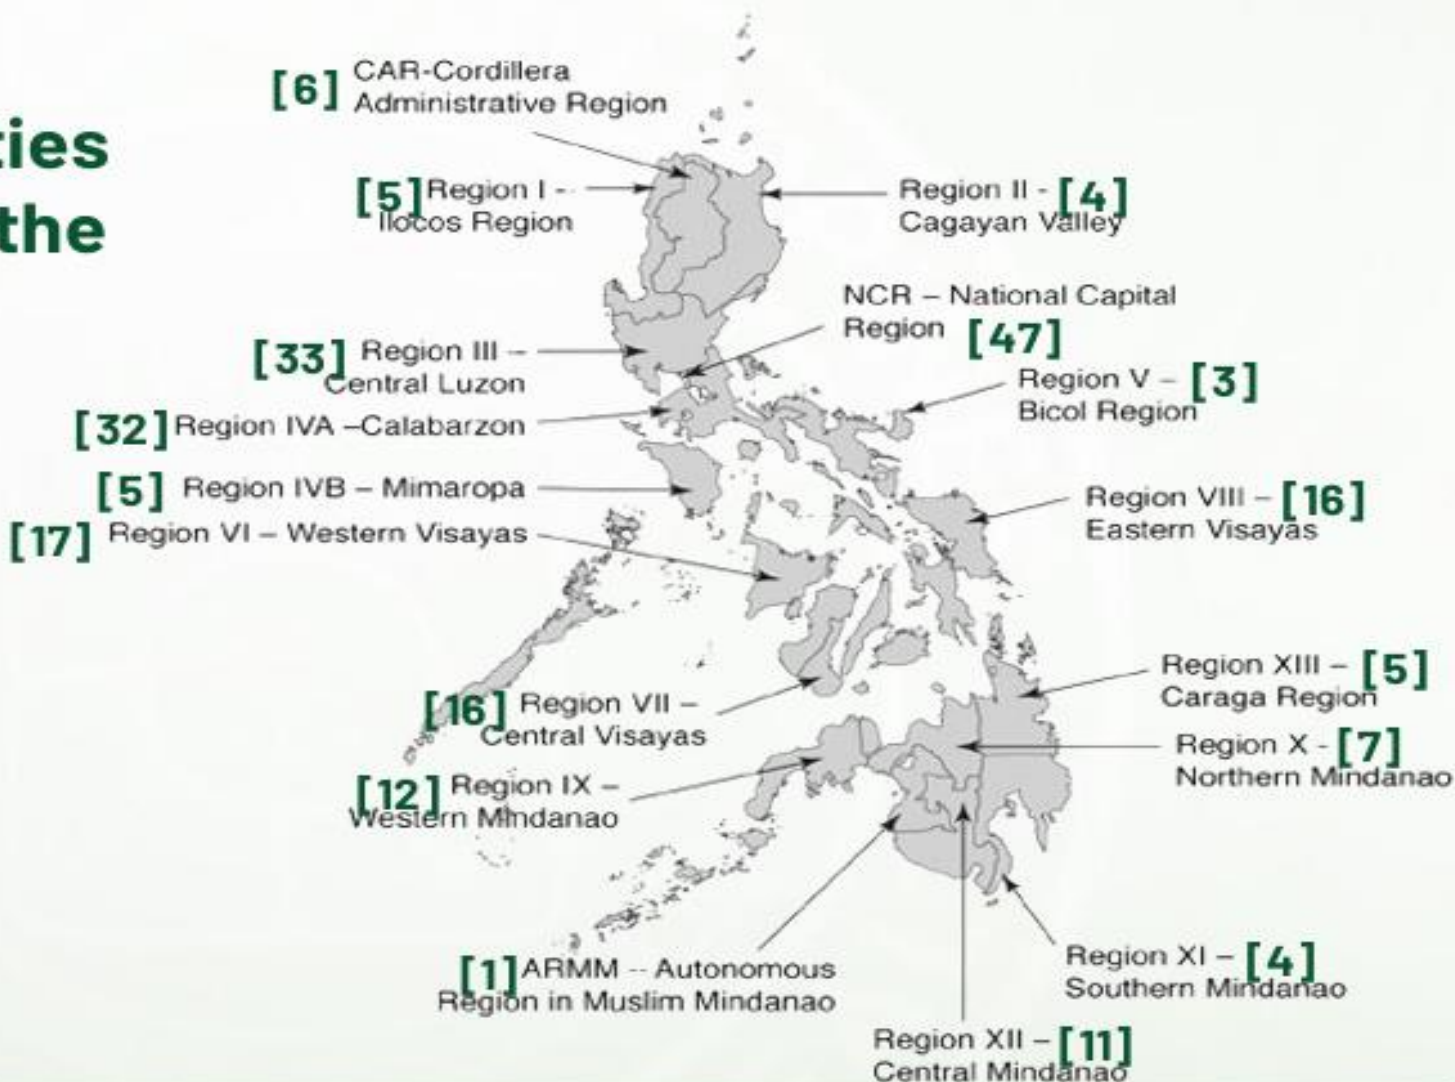 ties
the
[6] CAR-Cordillera
Administrative Region
[5] Region I -
Ilocos Region
Region II - [4]
Cagayan Valley
NCR – National Capital
Region [47]
[33] Region III –
Central Luzon
Region V – [3]
Bicol Region
[32] Region IVA –Calabarzon
[5] Region IVB – Mimaropa
[17] Region VI – Western Visayas
Region VIII – [16]
Eastern Visayas
[16] Region VII –
Central Visayas
Region XIII – [5]
Caraga Region
Region X - [7]
Northern Mindanao
[12] Region IX –
Western Mindanao
[1] ARMM -- Autonomous
Region in Muslim Mindanao
Region XI – [4]
Southern Mindanao
Region XII – [11]
Central Mindanao